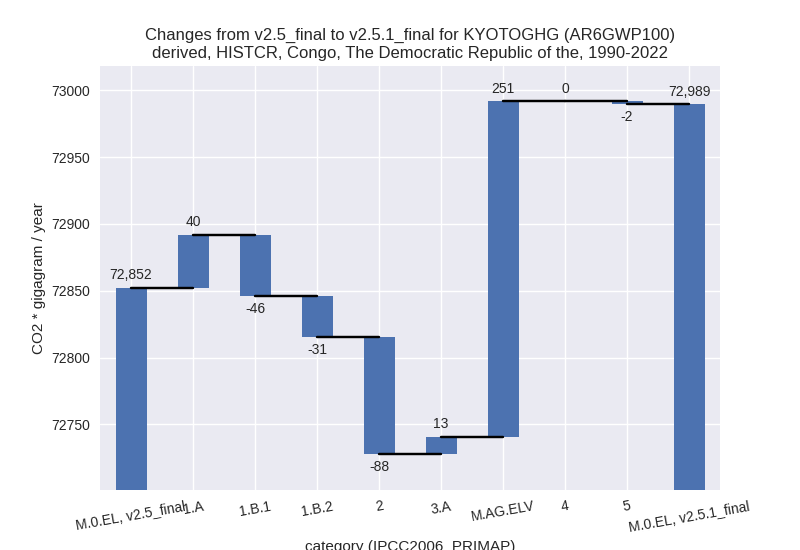 Changes from v2.5_final to v2.5.1_final for KYOTOGHG (AR6GWP100)
derived, HISTCR, Congo, The Democratic Republic of the, 1990-2022
CO2 * gigagram / year
73000
72950
72900
72850
72800
72750
72,852
40
-46
-31
-88
13
251
0
-2
72,989
M.0.EL, v2.5_final
1.A
1.B.1
1.B.2
2
3.A
M.AG.ELV
4
5
M.0.EL, v2.5.1_final
category (IPCC2006_PRIMAP)